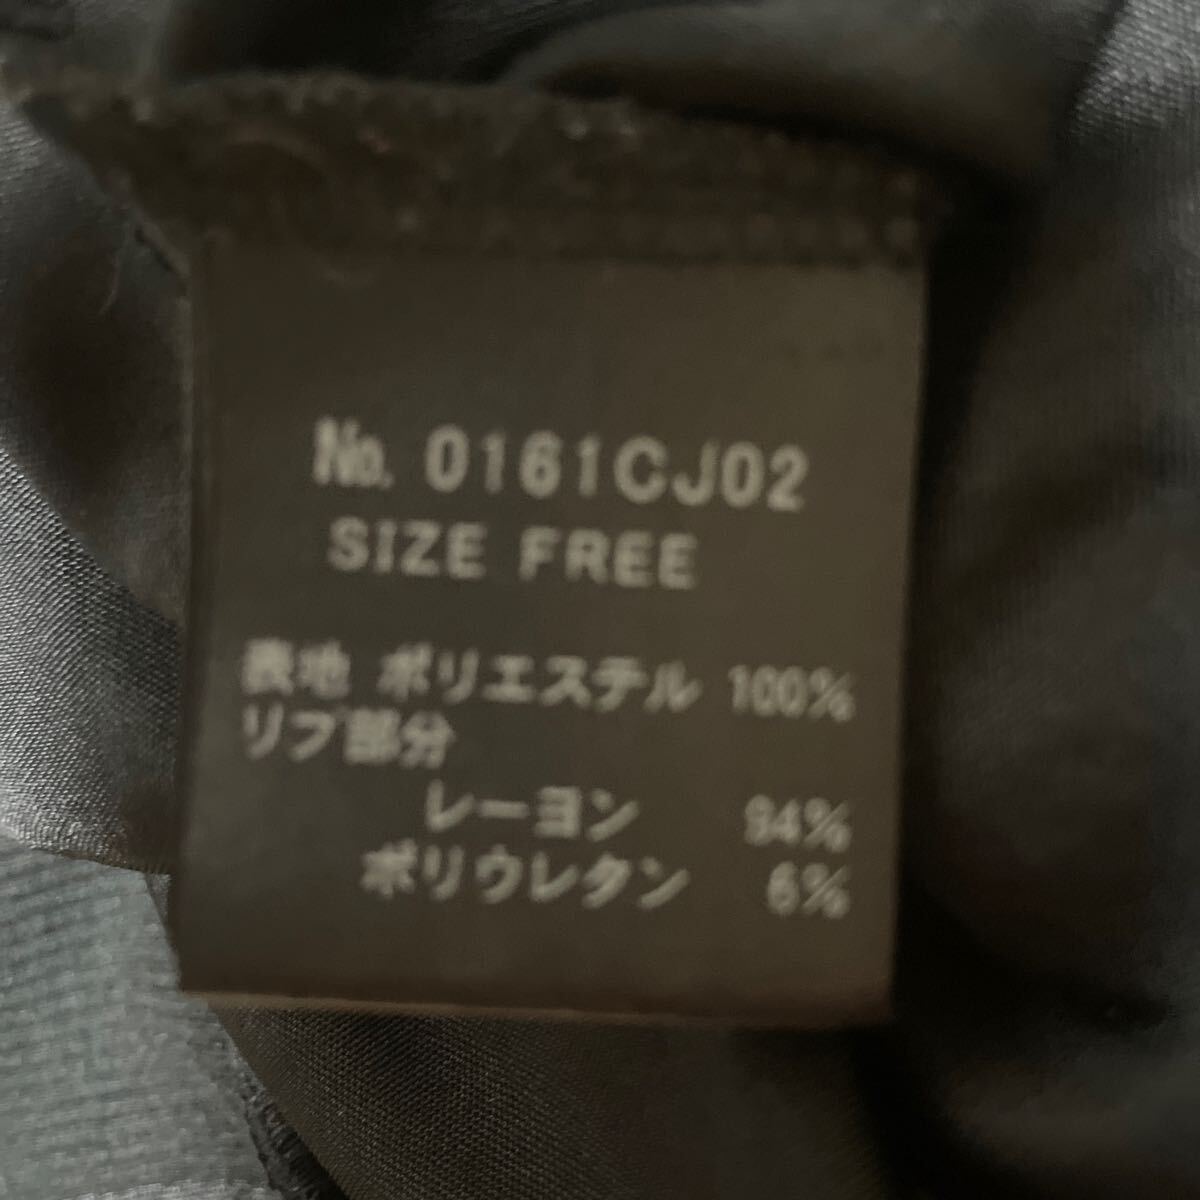 No. 0161CJ02
SIZE FREE
表地 ポリエステル 100%
リブ部分
レーヨン 94%
ポリウレタン 6%